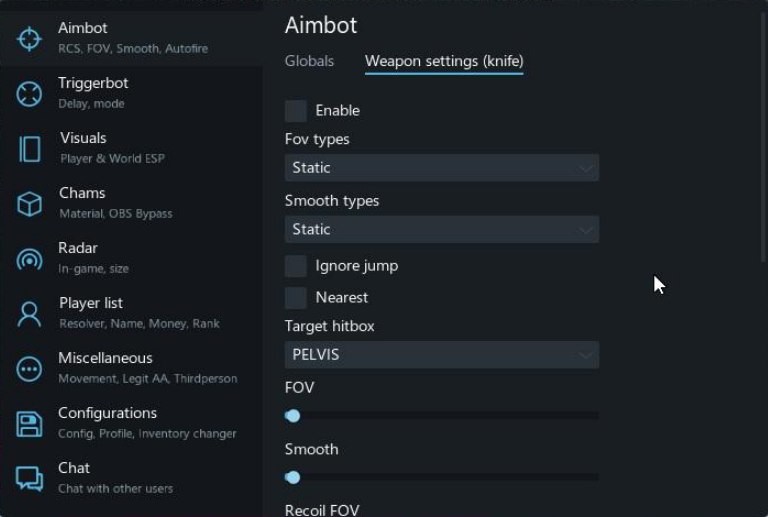 Aimbot
RCS, FOV, Smooth, Autofire
Triggerbot
Delay, mode
Visuals
Player & World ESP
Chams
Material, OBS Bypass
Radar
In-game, size
Player list
Resolver, Name, Money, Rank
Miscellaneous
Movement, Legit AA, Thirdperson
Configurations
Config, Profile, Inventory changer
Chat
Chat with other users
Aimbot
Globals Weapon settings (knife)
Enable
Fov types
Static
Smooth types
Static
Ignore jump
Nearest
Target hitbox
PELVIS
FOV
Smooth
Recoil FOV